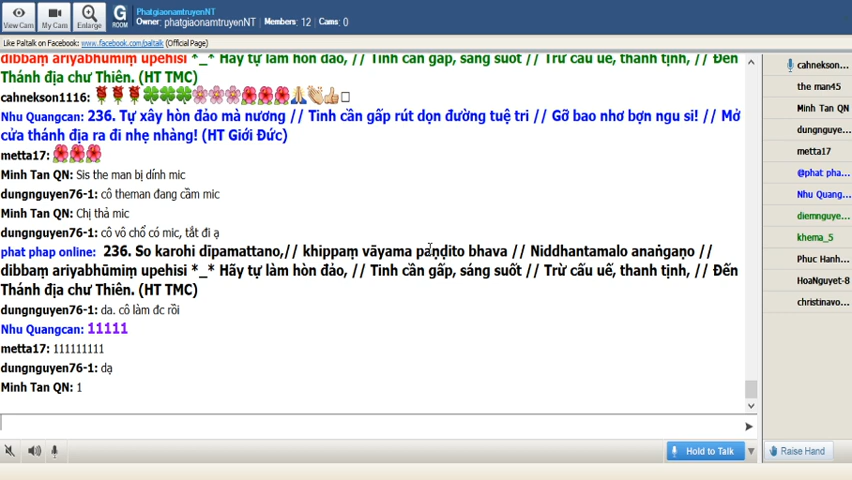 View Cam
My Cam
Enlarge
G
ROOM
PhatgiaonamtruyenNT
Owner: phatgiaonamtruyenNT Members: 12 Cams: 0
Like Paltalk on Facebook: www.facebook.com/paltalk (Official Page)
dibbaṃ ariyabhūmiṃ upehisi *_* Hãy tự làm hòn đảo, // Tinh cần gấp, sáng suốt // Trừ cấu uế, thanh tịnh, // Đến
Thánh địa chư Thiên. (HT TMC)
cahnekson1116:
Nhu Quangcan: 236. Tự xây hòn đảo mà nương // Tinh cần gấp rút dọn đường tuệ tri // Gỡ bao nhơ bợn ngu si! // Mở
cửa thánh địa ra đi nhẹ nhàng! (HT Giới Đức)
metta17:
Minh Tan QN: Sis the man bị dính mic
dungnguyen76-1: cô theman đang cầm mic
Minh Tan QN: Chị thả mic
dungnguyen76-1: cô vô chổ có mic, tắt đi ạ
phat phap online: 236. So karohi dīpamattano,// khippaṃ vāyama paṇḍito bhava // Niddhantamalo anaṅgaṇo //
dibbaṃ ariyabhūmiṃ upehisi *_* Hãy tự làm hòn đảo, // Tinh cần gấp, sáng suốt // Trừ cấu uế, thanh tịnh, // Đến
Thánh địa chư Thiên. (HT TMC)
dungnguyen76-1: da. cô làm đc rồi
Nhu Quangcan: 11111
metta17: 111111111
dungnguyen76-1: dạ
Minh Tan QN: 1
Hold to Talk
Raise Hand
cahnekson...
the man45
Minh Tan QN
dungnguye...
metta17
@phat pha...
Nhu Quang...
diemnguye...
khema_5
Phuc Hanh...
HoaNguyet-8
christinavo...